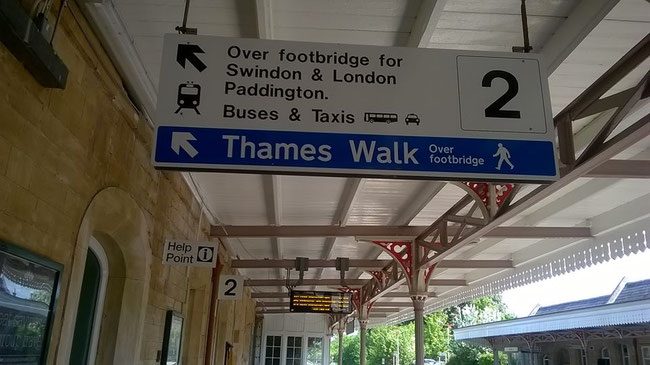 Over footbridge for
Swindon & London
Paddington.
Buses & Taxis
2
Thames Walk
Over
footbridge
Help
Point
i
2